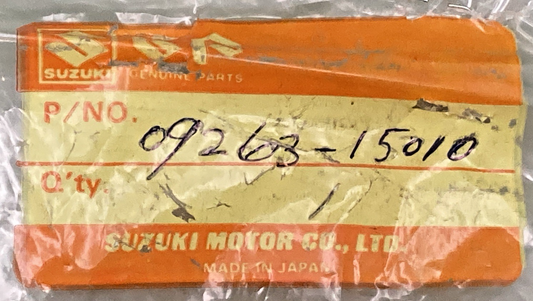 SUZUKI GENUINE PARTS
P/NO.
09263-15010
Q'ty. 1
SUZUKI MOTOR CO., LTD.
MADE IN JAPAN